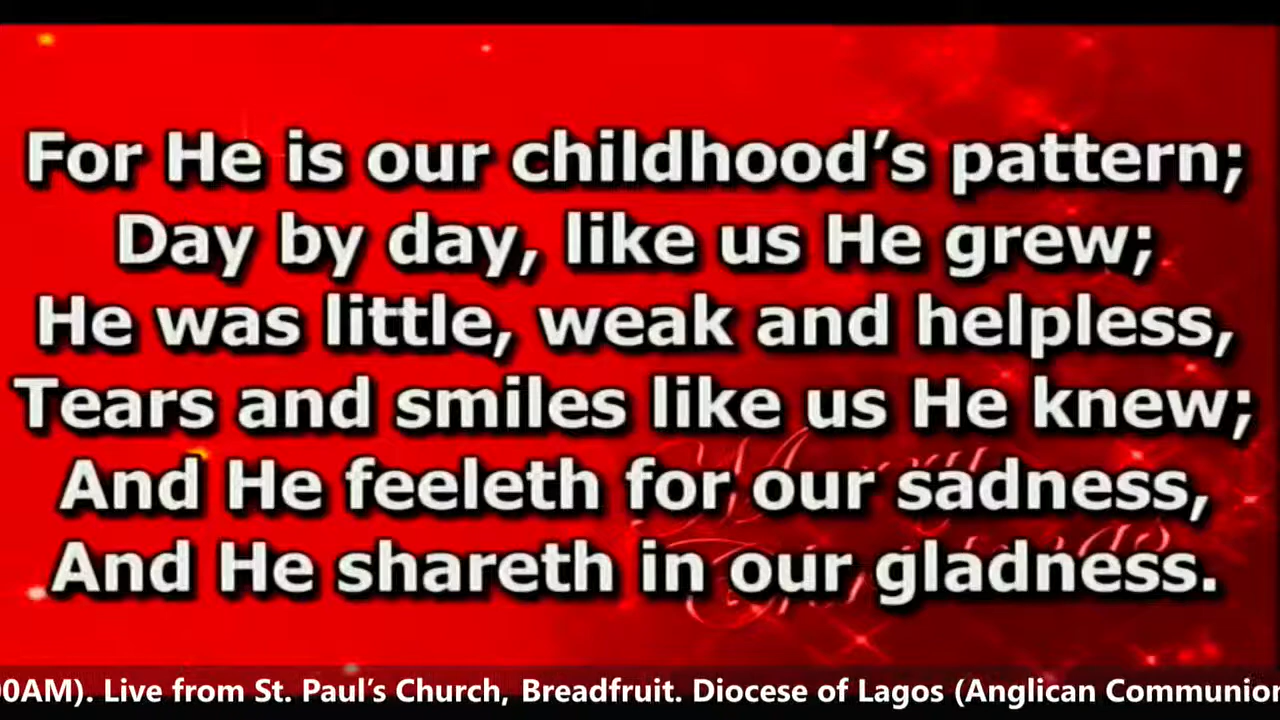 For He is our childhood’s pattern;
Day by day, like us He grew;
He was little, weak and helpless,
Tears and smiles like us He knew;
And He feeleth for our sadness,
And He shareth in our gladness.
00AM). Live from St. Paul’s Church, Breadfruit. Diocese of Lagos (Anglican Communion